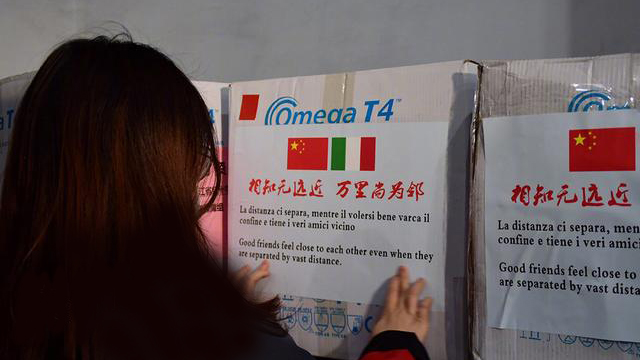 Omega T4™
相知无远近 万里尚为邻
La distanza ci separa, mentre il volersi bene varca il
confine e tiene i veri amici vicino
Good friends feel close to each other even when they
are separated by vast distance.
相知无远近
La distanza ci separa, mentre
confine e tiene i veri amici
Good friends feel close to
are separated by vast dista